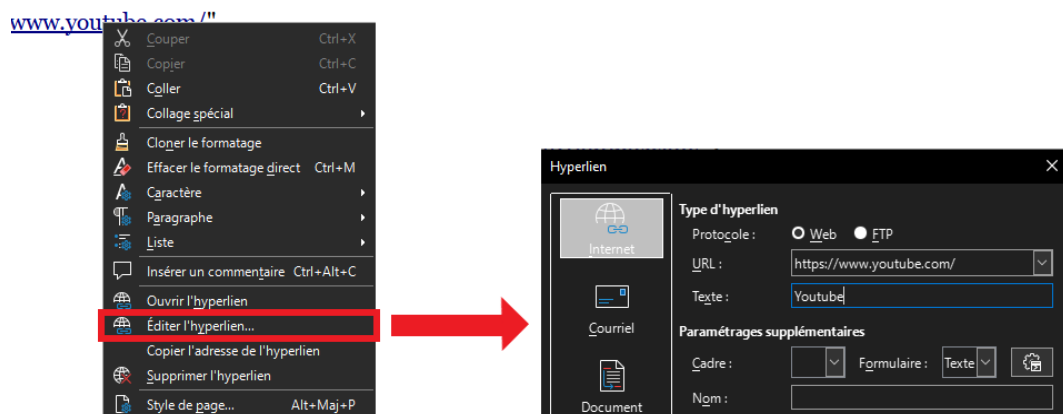 www.youtube.com/"
Couper Ctrl+X
Copier Ctrl+C
Coller Ctrl+V
Collage spécial
Cloner le formatage
Effacer le formatage direct Ctrl+M
Caractère
Paragraphe
Liste
Insérer un commentaire Ctrl+Alt+C
Ouvrir l'hyperlien
Éditer l'hyperlien...
Copier l'adresse de l'hyperlien
Supprimer l'hyperlien
Style de page... Alt+Maj+P
Hyperlien
Internet
Courriel
Document
Type d'hyperlien
Protocole : Web FTP
URL : https://www.youtube.com/
Texte : Youtube
Paramétrages supplémentaires
Cadre : Formulaire : Texte
Nom :